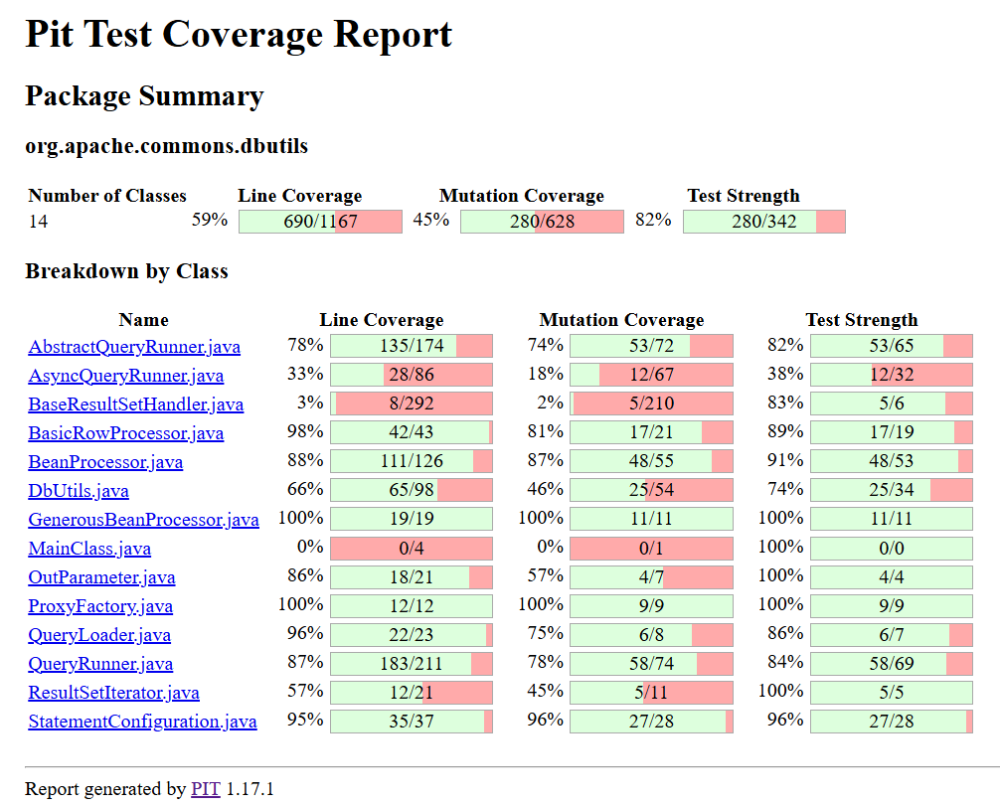 Pit Test Coverage Report
Package Summary
org.apache.commons.dbutils
Number of Classes Line Coverage Mutation Coverage Test Strength
14 59% 690/1167 45% 280/628 82% 280/342
Breakdown by Class
Name Line Coverage Mutation Coverage Test Strength
AbstractQueryRunner.java 78% 135/174 74% 53/72 82% 53/65
AsyncQueryRunner.java 33% 28/86 18% 12/67 38% 12/32
BaseResultSetHandler.java 3% 8/292 2% 5/210 83% 5/6
BasicRowProcessor.java 98% 42/43 81% 17/21 89% 17/19
BeanProcessor.java 88% 111/126 87% 48/55 91% 48/53
DbUtils.java 66% 65/98 46% 25/54 74% 25/34
GenerousBeanProcessor.java 100% 19/19 100% 11/11 100% 11/11
MainClass.java 0% 0/4 0% 0/1 100% 0/0
OutParameter.java 86% 18/21 57% 4/7 100% 4/4
ProxyFactory.java 100% 12/12 100% 9/9 100% 9/9
QueryLoader.java 96% 22/23 75% 6/8 86% 6/7
QueryRunner.java 87% 183/211 78% 58/74 84% 58/69
ResultSetIterator.java 57% 12/21 45% 5/11 100% 5/5
StatementConfiguration.java 95% 35/37 96% 27/28 96% 27/28
Report generated by PIT 1.17.1